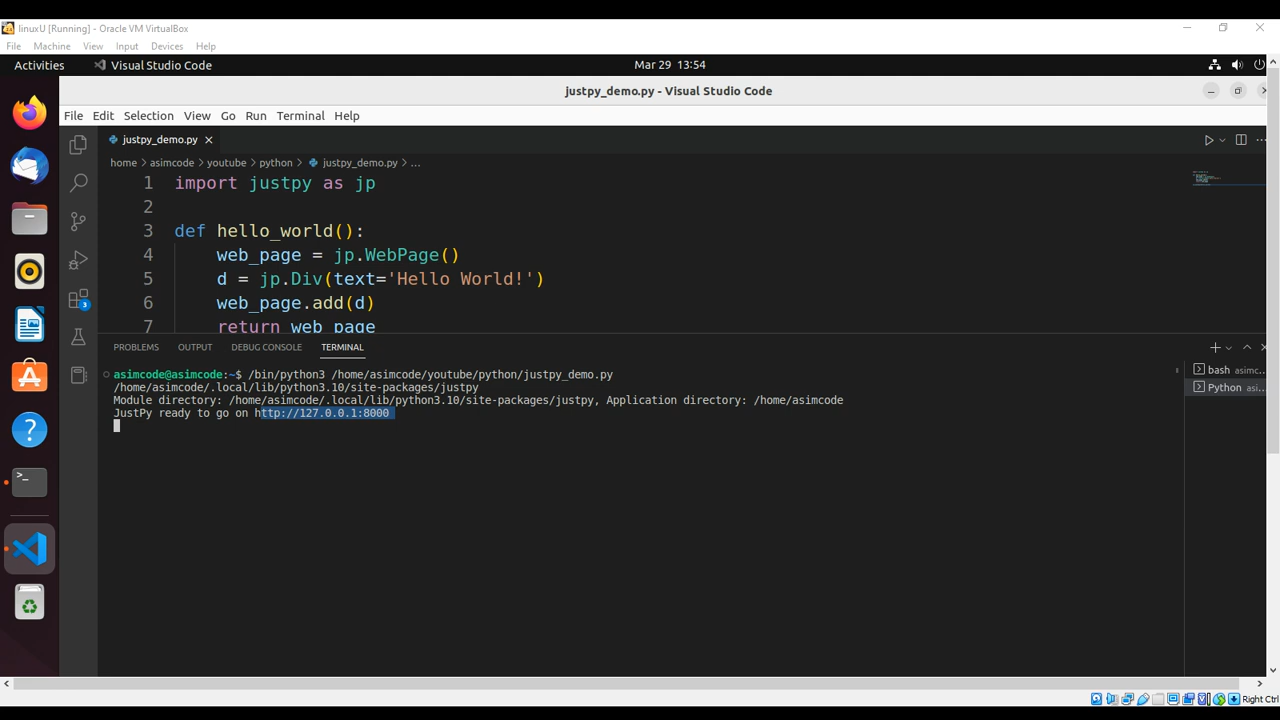 linuxU [Running] - Oracle VM VirtualBox
File Machine View Input Devices Help
Activities Visual Studio Code Mar 29 13:54
justpy_demo.py - Visual Studio Code
File Edit Selection View Go Run Terminal Help
justpy_demo.py
home > asimcode > youtube > python > justpy_demo.py > ...
1 import justpy as jp
2
3 def hello_world():
4 web_page = jp.WebPage()
5 d = jp.Div(text='Hello World!')
6 web_page.add(d)
7 return web_page
PROBLEMS OUTPUT DEBUG CONSOLE TERMINAL
asimcode@asimcode:~$ /bin/python3 /home/asimcode/youtube/python/justpy_demo.py
/home/asimcode/.local/lib/python3.10/site-packages/justpy
Module directory: /home/asimcode/.local/lib/python3.10/site-packages/justpy, Application directory: /home/asimcode
JustPy ready to go on http://127.0.0.1:8000
bash asimc...
Python asi...
3
Right Ctrl